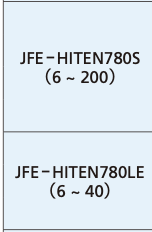 JFE－HITEN780S
（6 ~ 200）
JFE－HITEN780LE
（6 ~ 40）